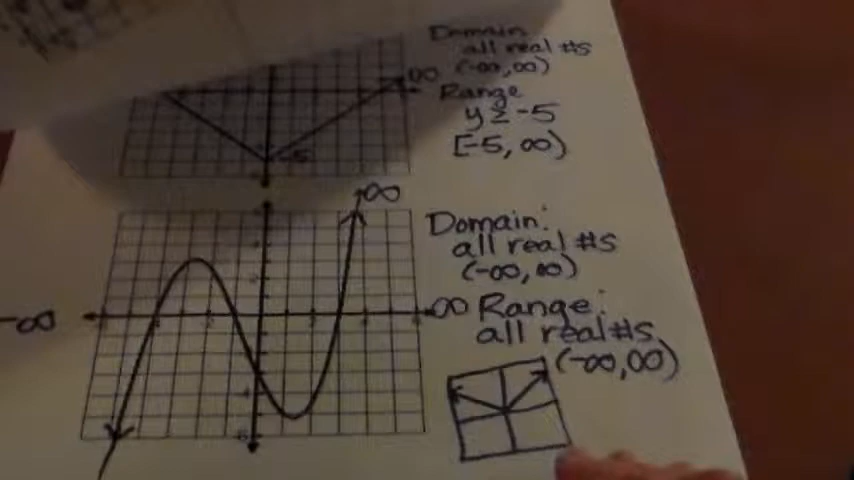 Domain
all real #s
(-∞,∞)
∞
Range
y ≥ -5
-5
[-5, ∞)
∞
Domain:
all real #s
(-∞,∞)
-∞
∞
Range:
all real #s
(-∞,∞)